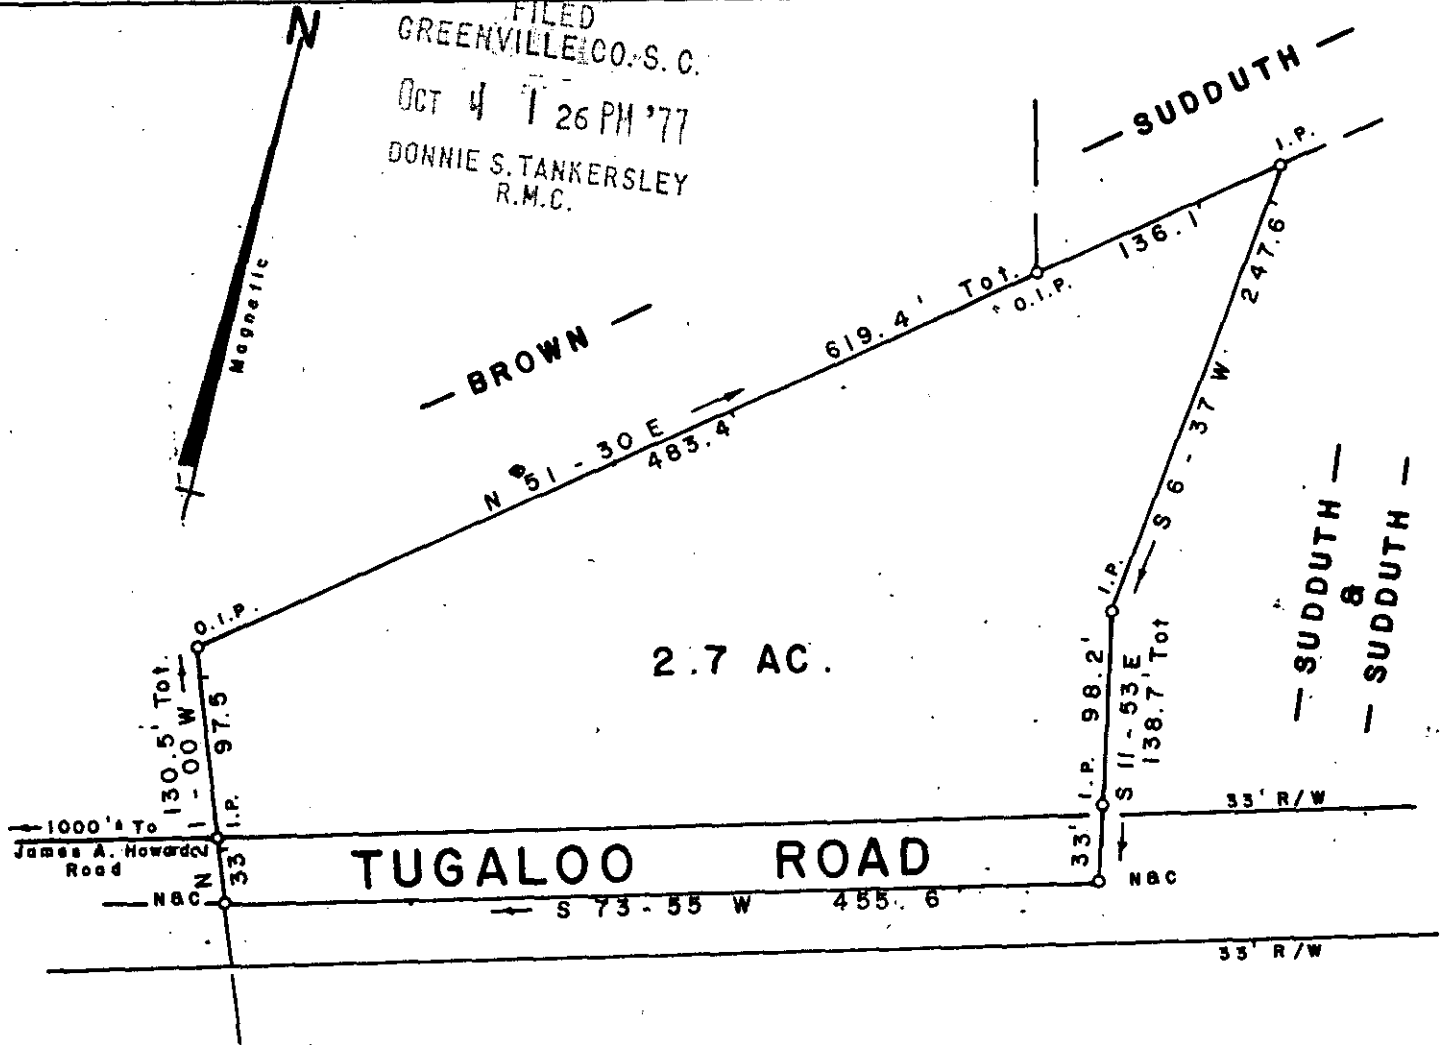 N
Magnetic
FILED
GREENVILLE CO. S. C.
OCT 4 1 26 PM '77
DONNIE S. TANKERSLEY
R.M.C.
SUDDUTH
I.P.
136.1'
247.6'
619.4' Tot.
O.I.P.
BROWN
N 51 - 30 E
483.4'
S 6 - 37 W
I.P.
O.I.P.
2.7 AC.
98.2'
S 11 - 53 E
138.7' Tot
SUDDUTH
&
SUDDUTH
130.5' Tot.
N 21 - 00 W
97.5
I.P.
I.P.
33' R/W
1000'± To
James A. Howard
Road
33
TUGALOO ROAD
33'
N&C
N&C
S 73 - 55 W 455.6
33' R/W